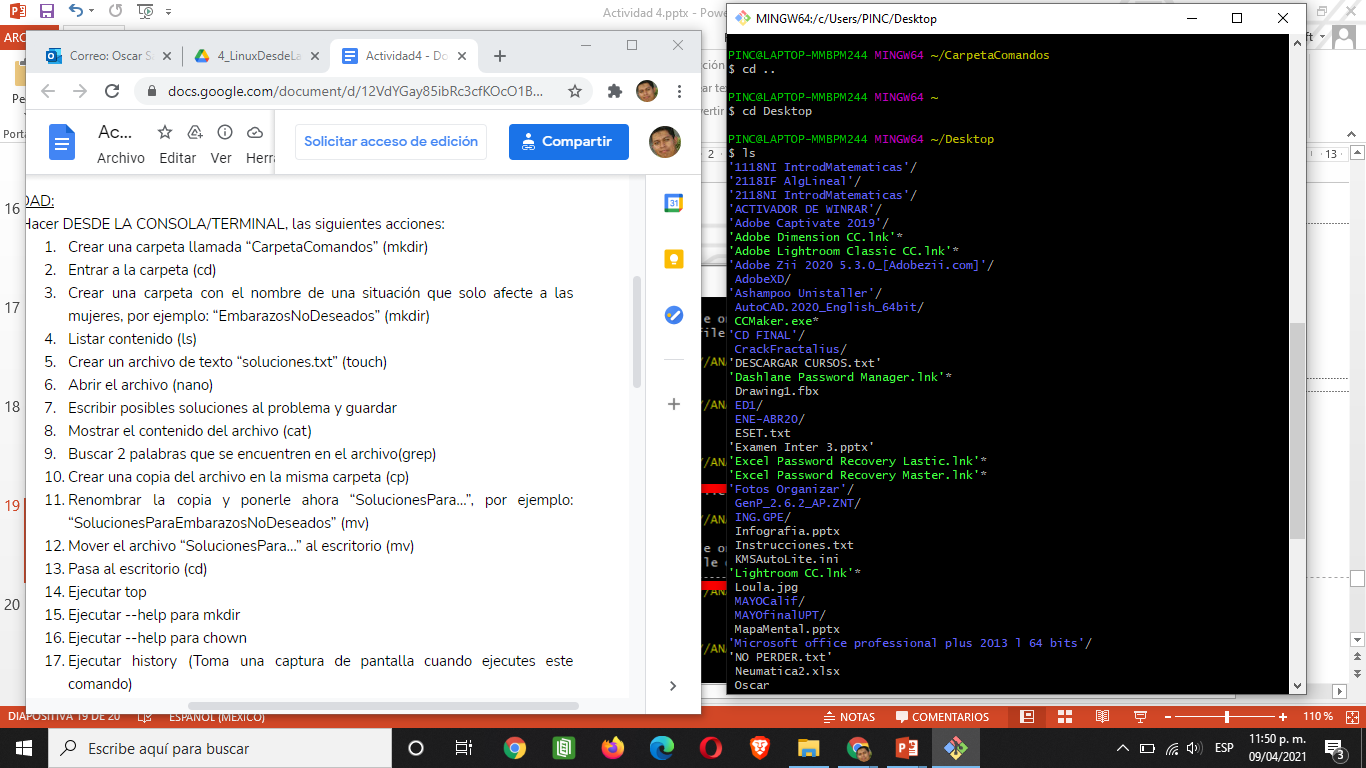 Actividad 4.pptx - Powe
ARC
Correo: Oscar S
4_LinuxDesdeLa
Actividad4 - Do
docs.google.com/document/d/12VdYGay85ibRc3cfKOcO1B...
Ac...
Archivo Editar Ver Herra
Solicitar acceso de edición
Compartir
DAD:
Hacer DESDE LA CONSOLA/TERMINAL, las siguientes acciones:
1. Crear una carpeta llamada “CarpetaComandos” (mkdir)
2. Entrar a la carpeta (cd)
3. Crear una carpeta con el nombre de una situación que solo afecte a las
mujeres, por ejemplo: “EmbarazosNoDeseados” (mkdir)
4. Listar contenido (ls)
5. Crear un archivo de texto “soluciones.txt” (touch)
6. Abrir el archivo (nano)
7. Escribir posibles soluciones al problema y guardar
8. Mostrar el contenido del archivo (cat)
9. Buscar 2 palabras que se encuentren en el archivo(grep)
10. Crear una copia del archivo en la misma carpeta (cp)
11. Renombrar la copia y ponerle ahora “SolucionesPara...”, por ejemplo:
“SolucionesParaEmbarazosNoDeseados” (mv)
12. Mover el archivo “SolucionesPara...” al escritorio (mv)
13. Pasa al escritorio (cd)
14. Ejecutar top
15. Ejecutar --help para mkdir
16. Ejecutar --help para chown
17. Ejecutar history (Toma una captura de pantalla cuando ejecutes este
comando)
16
17
18
19
20
MINGW64:/c/Users/PINC/Desktop
PINC@LAPTOP-MMBPM244 MINGW64 ~/CarpetaComandos
$ cd ..
PINC@LAPTOP-MMBPM244 MINGW64 ~
$ cd Desktop
PINC@LAPTOP-MMBPM244 MINGW64 ~/Desktop
$ ls
'1118NI IntrodMatematicas'/
'2118IF AlgLineal'/
'2118NI IntrodMatematicas'/
'ACTIVADOR DE WINRAR'/
'Adobe Captivate 2019'/
'Adobe Dimension CC.lnk'*
'Adobe Lightroom Classic CC.lnk'*
'Adobe Zii 2020 5.3.0_[Adobezii.com]'/
AdobeXD/
'Ashampoo Unistaller'/
AutoCAD.2020_English_64bit/
CCMaker.exe*
'CD FINAL'/
CrackFractalius/
'DESCARGAR CURSOS.txt'
'Dashlane Password Manager.lnk'*
Drawing1.fbx
ED1/
ENE-ABR20/
ESET.txt
'Examen Inter 3.pptx'
'Excel Password Recovery Lastic.lnk'*
'Excel Password Recovery Master.lnk'*
'Fotos Organizar'/
GenP_2.6.2_AP.ZNT/
ING.GPE/
Infografia.pptx
Instrucciones.txt
KMSAutoLite.ini
'Lightroom CC.lnk'*
Loula.jpg
MAYOCalif/
MAYOfinalUPT/
MapaMental.pptx
'Microsoft office professional plus 2013 l 64 bits'/
'NO PERDER.txt'
Neumatica2.xlsx
Oscar
DIAPOSITIVA 19 DE 20 ESPAÑOL (MÉXICO)
NOTAS COMENTARIOS 110 %
Escribe aquí para buscar
ESP
11:50 p. m.
09/04/2021
3